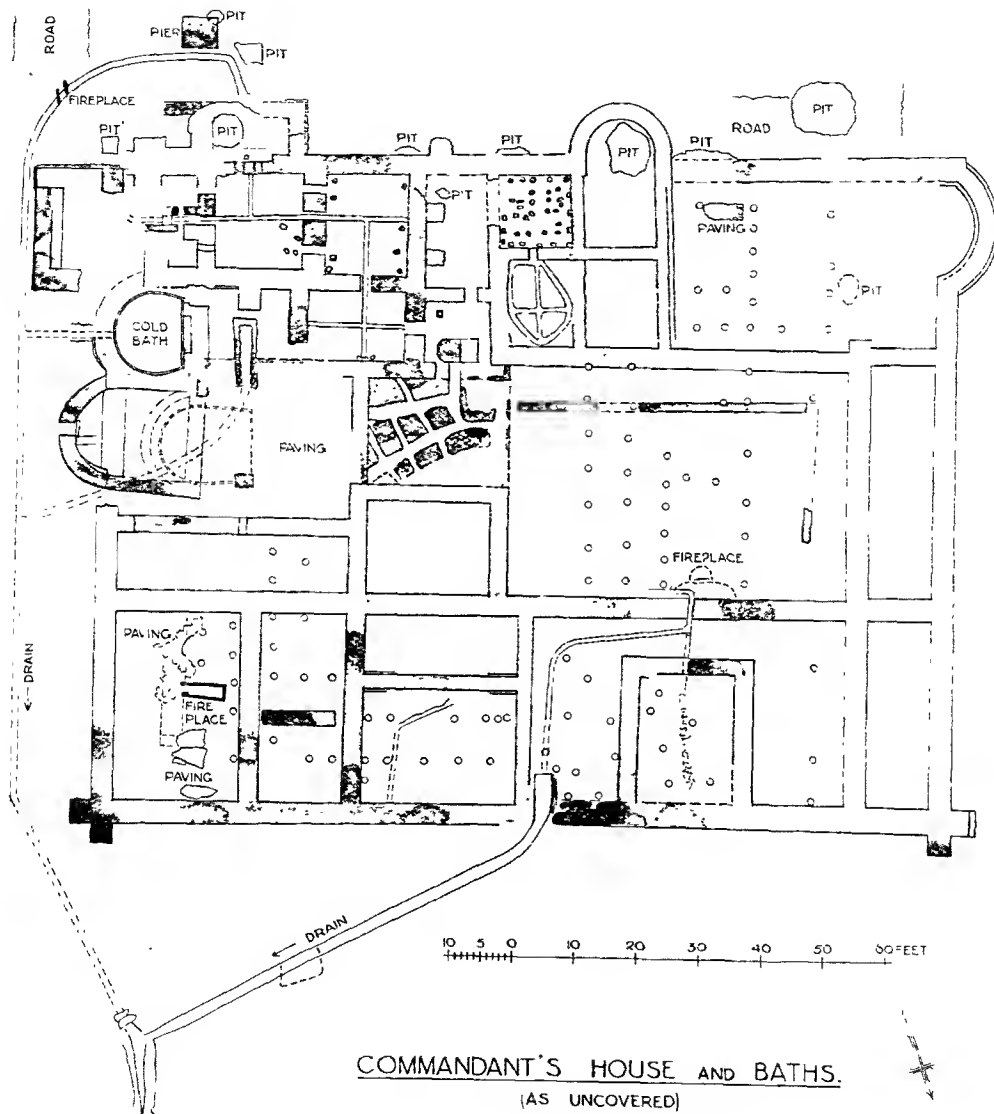 ROAD
PIER
PIT
PIT
FIREPLACE
PIT
PIT
PIT
PIT
PIT
PIT
PIT
ROAD
PIT
PAVING
PIT
COLD
BATH
PAVING
FIREPLACE
PAVING
FIRE
PLACE
PAVING
← DRAIN
← DRAIN
10 5 0 10 20 30 40 50 60 FEET
COMMANDANT'S HOUSE AND BATHS.
(AS UNCOVERED)